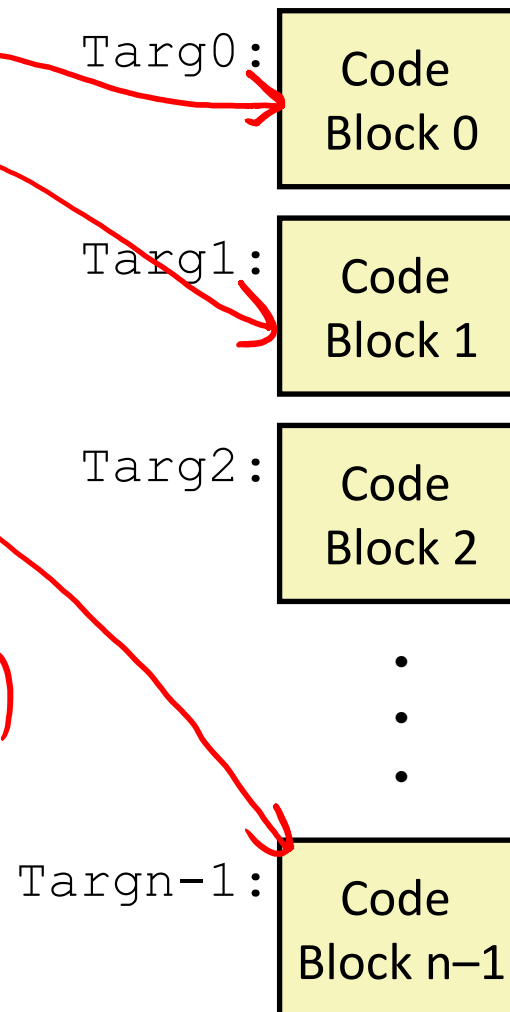 Targ0:
Code
Block 0
Targ1:
Code
Block 1
Targ2:
Code
Block 2
Targn-1:
Code
Block n–1